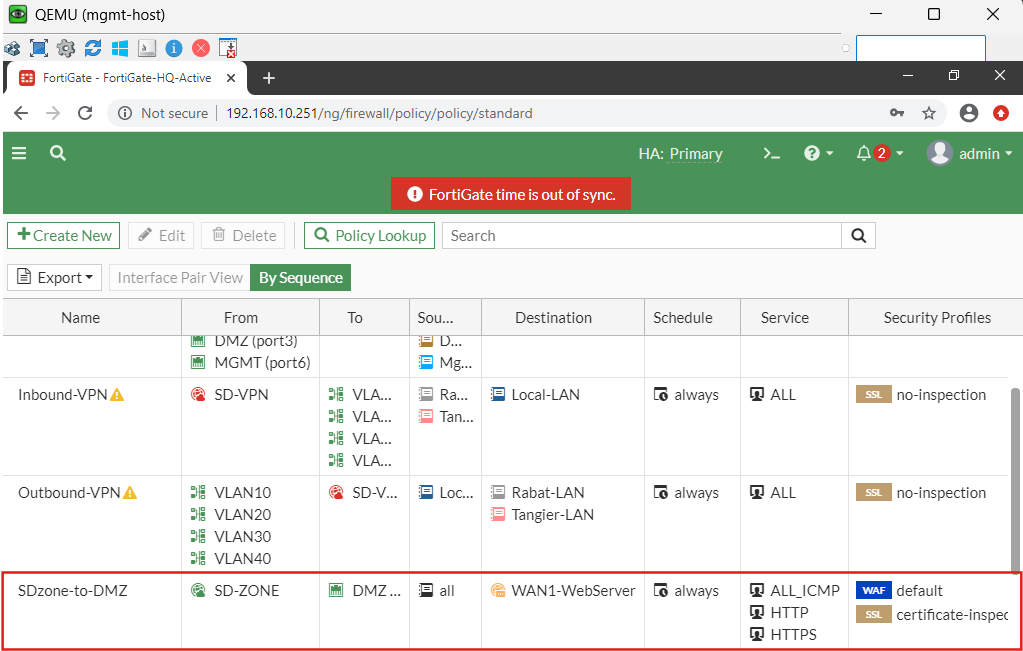 QEMU (mgmt-host)
FortiGate - FortiGate-HQ-Active
Not secure 192.168.10.251/ng/firewall/policy/policy/standard
HA: Primary >_ ? 2 admin
FortiGate time is out of sync.
Create New Edit Delete Policy Lookup Search
Export Interface Pair View By Sequence
Name From To Sou... Destination Schedule Service Security Profiles
DMZ (port3) D...
MGMT (port6) Mg...
Inbound-VPN SD-VPN VLA... Ra... Local-LAN always ALL SSL no-inspection
VLA... Tan...
VLA...
VLA...
Outbound-VPN VLAN10 SD-V... Loc... Rabat-LAN always ALL SSL no-inspection
VLAN20 Tangier-LAN
VLAN30
VLAN40
SDzone-to-DMZ SD-ZONE DMZ ... all WAN1-WebServer always ALL_ICMP WAF default
HTTP SSL certificate-inspec
HTTPS